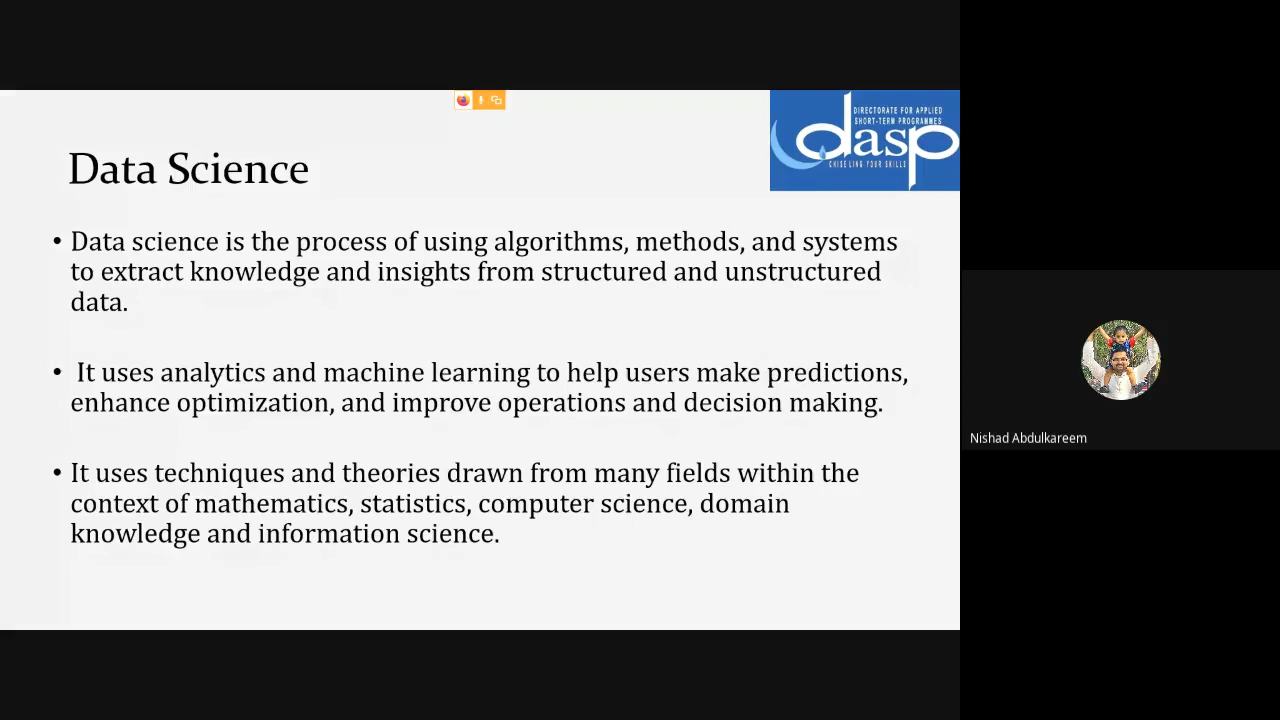 DIRECTORATE FOR APPLIED
SHORT-TERM PROGRAMMES
dasp
CHISELING YOUR SKILLS
Data Science
• Data science is the process of using algorithms, methods, and systems
to extract knowledge and insights from structured and unstructured
data.
• It uses analytics and machine learning to help users make predictions,
enhance optimization, and improve operations and decision making.
• It uses techniques and theories drawn from many fields within the
context of mathematics, statistics, computer science, domain
knowledge and information science.
Nishad Abdulkareem